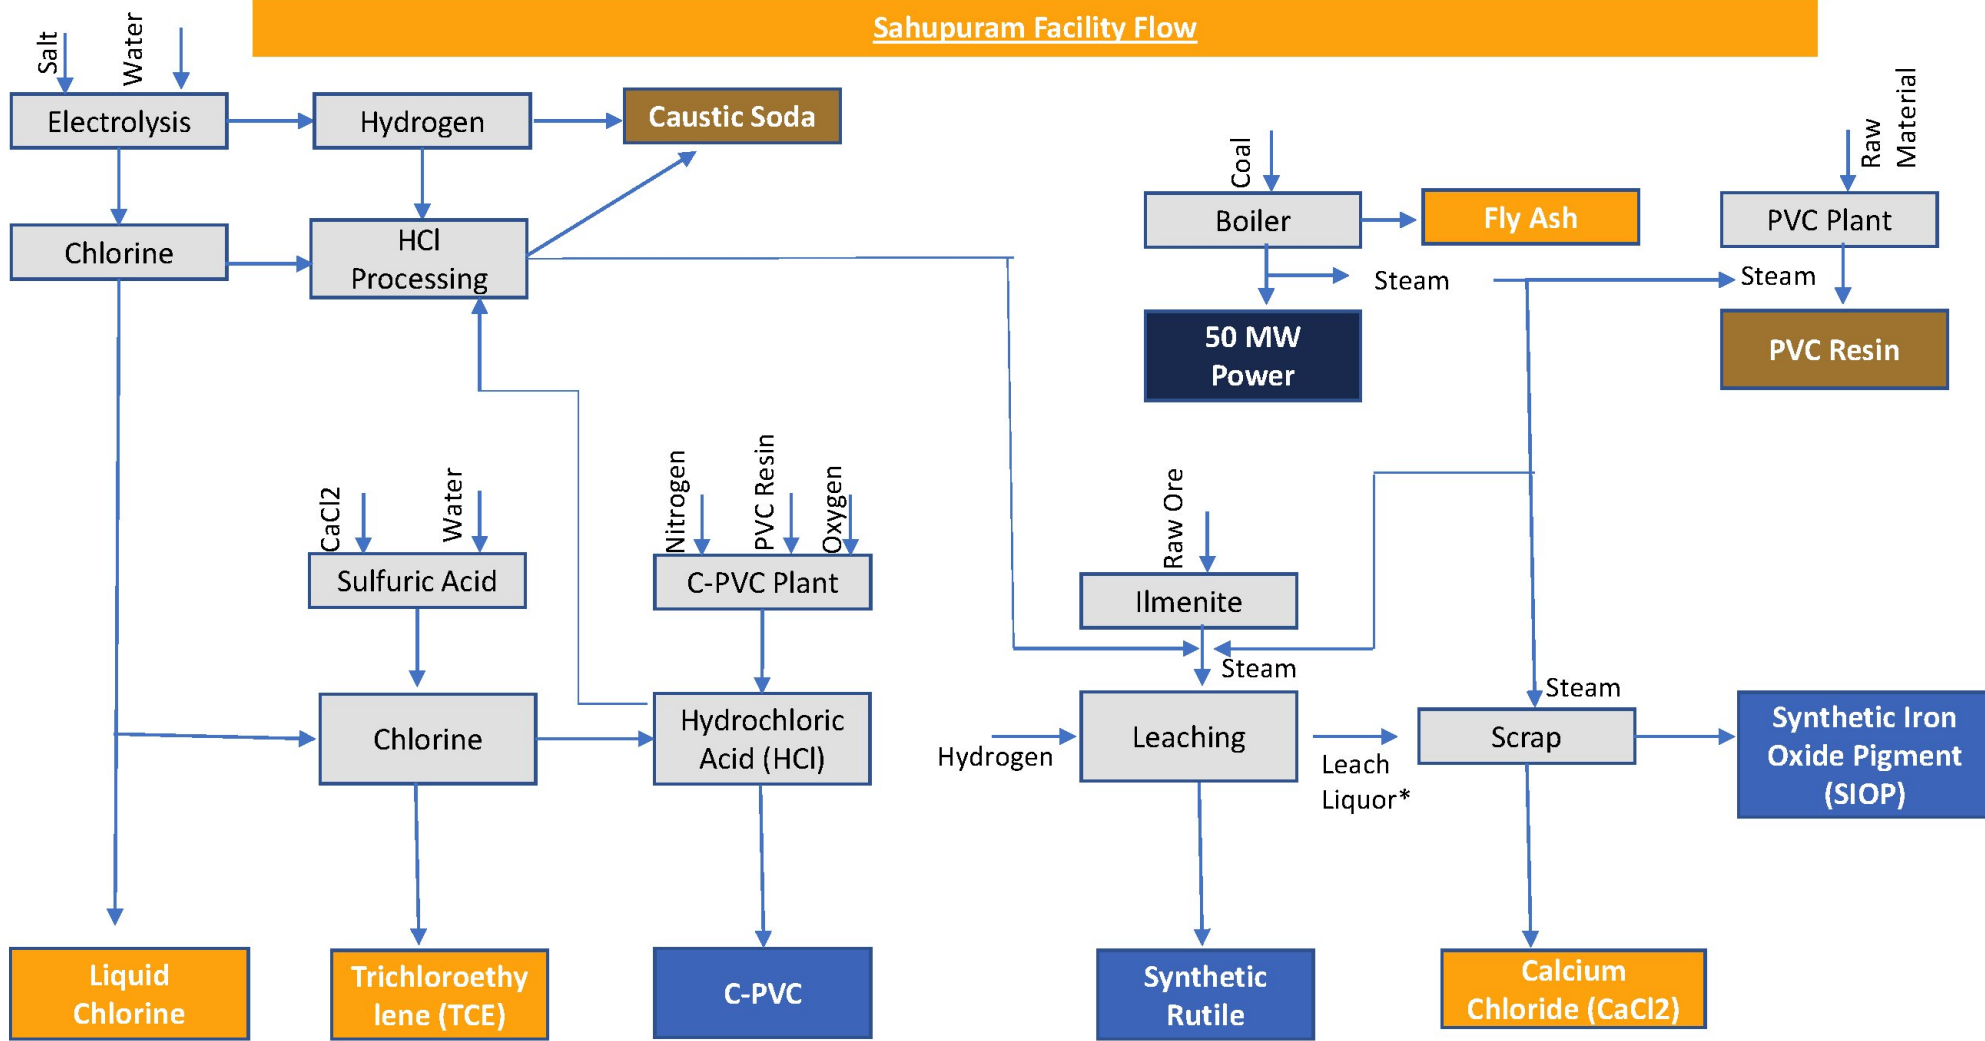 Sahupuram Facility Flow
Salt
Water
Electrolysis
Hydrogen
Caustic Soda
Coal
Raw
Material
Boiler
Fly Ash
PVC Plant
Chlorine
HCl
Processing
Steam
Steam
50 MW
Power
PVC Resin
CaCl2
Water
Nitrogen
PVC Resin
Oxygen
Raw Ore
Sulfuric Acid
C-PVC Plant
Ilmenite
Steam
Steam
Chlorine
Hydrochloric
Acid (HCl)
Hydrogen
Leaching
Leach
Liquor*
Scrap
Synthetic Iron
Oxide Pigment
(SIOP)
Liquid
Chlorine
Trichloroethy
lene (TCE)
C-PVC
Synthetic
Rutile
Calcium
Chloride (CaCl2)